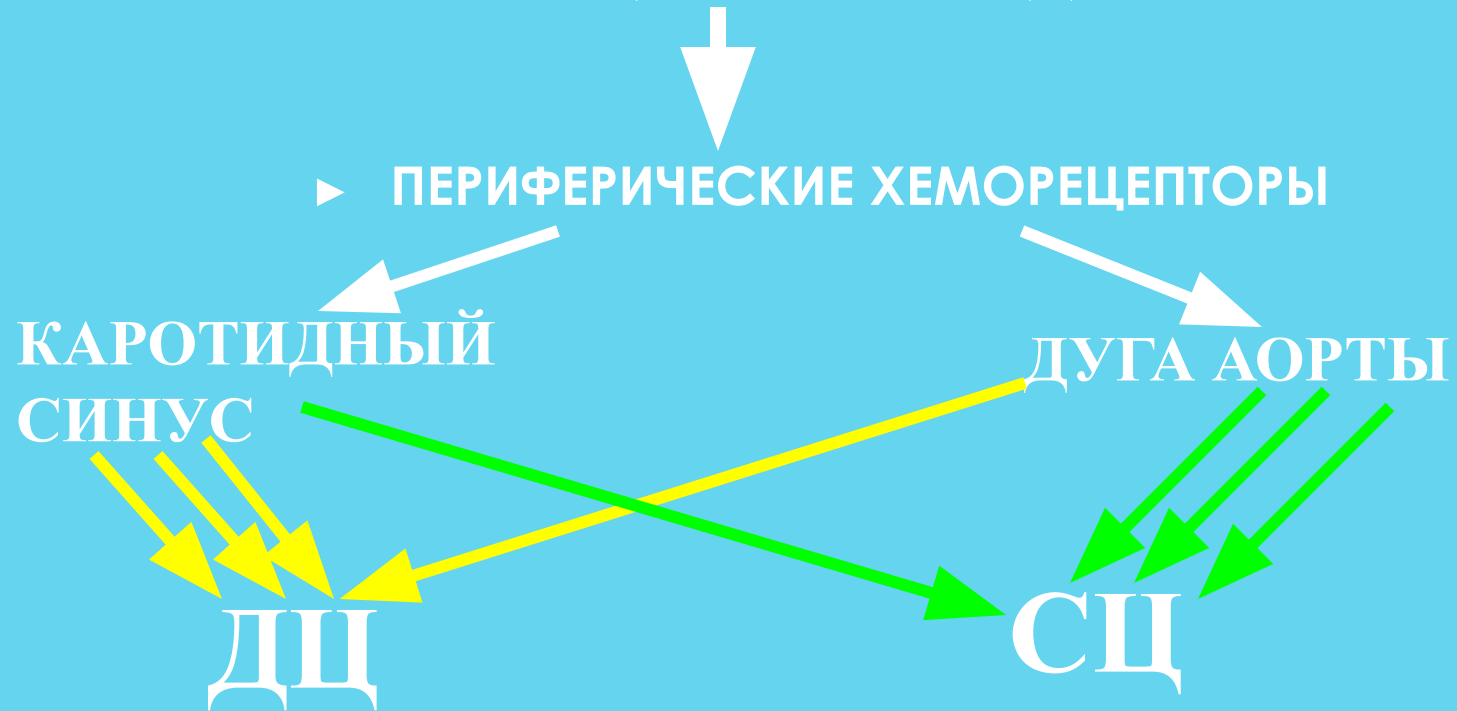 ► ПЕРИФЕРИЧЕСКИЕ ХЕМОРЕЦЕПТОРЫ
КАРОТИДНЫЙ
СИНУС
ДУГА АОРТЫ
ДЦ
СЦ